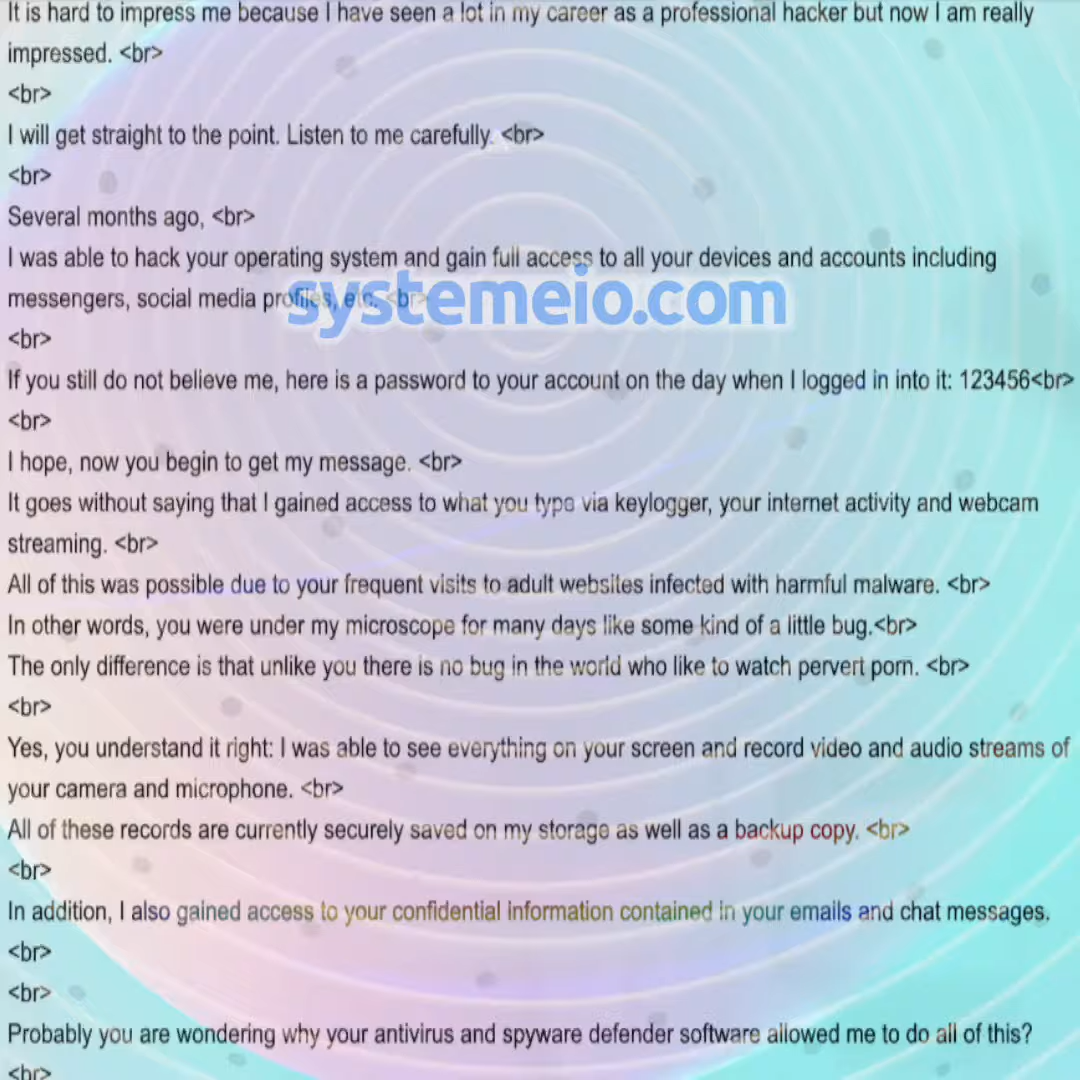 It is hard to impress me because I have seen a lot in my career as a professional hacker but now I am really
impressed. <br>
<br>
I will get straight to the point. Listen to me carefully. <br>
<br>
Several months ago, <br>
I was able to hack your operating system and gain full access to all your devices and accounts including
messengers, social media profiles, etc. <br>
systemeio.com
<br>
If you still do not believe me, here is a password to your account on the day when I logged in into it: 123456<br>
<br>
I hope, now you begin to get my message. <br>
It goes without saying that I gained access to what you type via keylogger, your internet activity and webcam
streaming. <br>
All of this was possible due to your frequent visits to adult websites infected with harmful malware. <br>
In other words, you were under my microscope for many days like some kind of a little bug.<br>
The only difference is that unlike you there is no bug in the world who like to watch pervert porn. <br>
<br>
Yes, you understand it right: I was able to see everything on your screen and record video and audio streams of
your camera and microphone. <br>
All of these records are currently securely saved on my storage as well as a backup copy. <br>
<br>
In addition, I also gained access to your confidential information contained in your emails and chat messages.
<br>
<br>
Probably you are wondering why your antivirus and spyware defender software allowed me to do all of this?
<br>